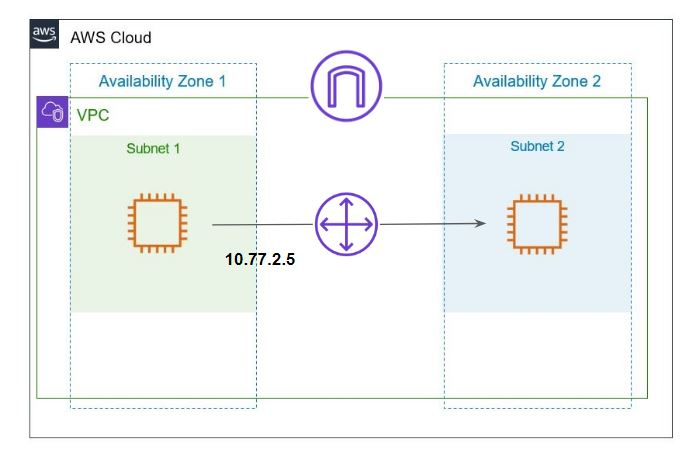 aws
AWS Cloud
Availability Zone 1
Availability Zone 2
VPC
Subnet 1
Subnet 2
10.77.2.5